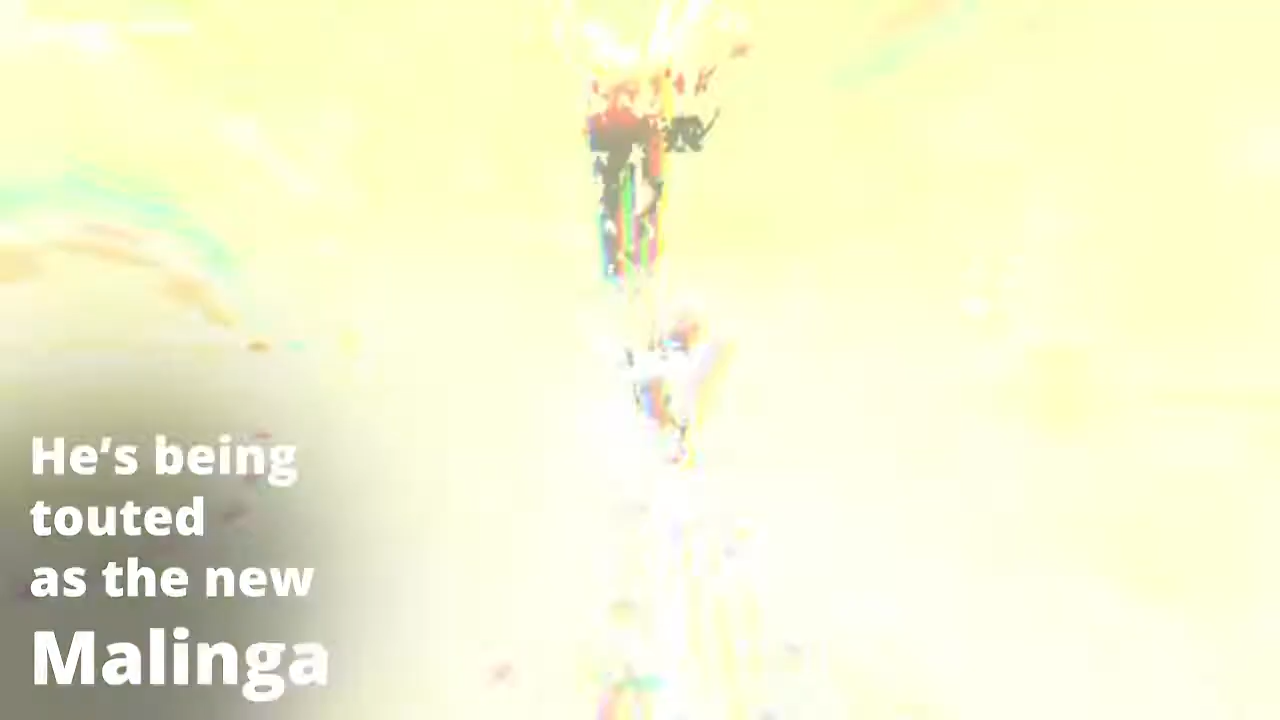 He’s being
touted
as the new
Malinga